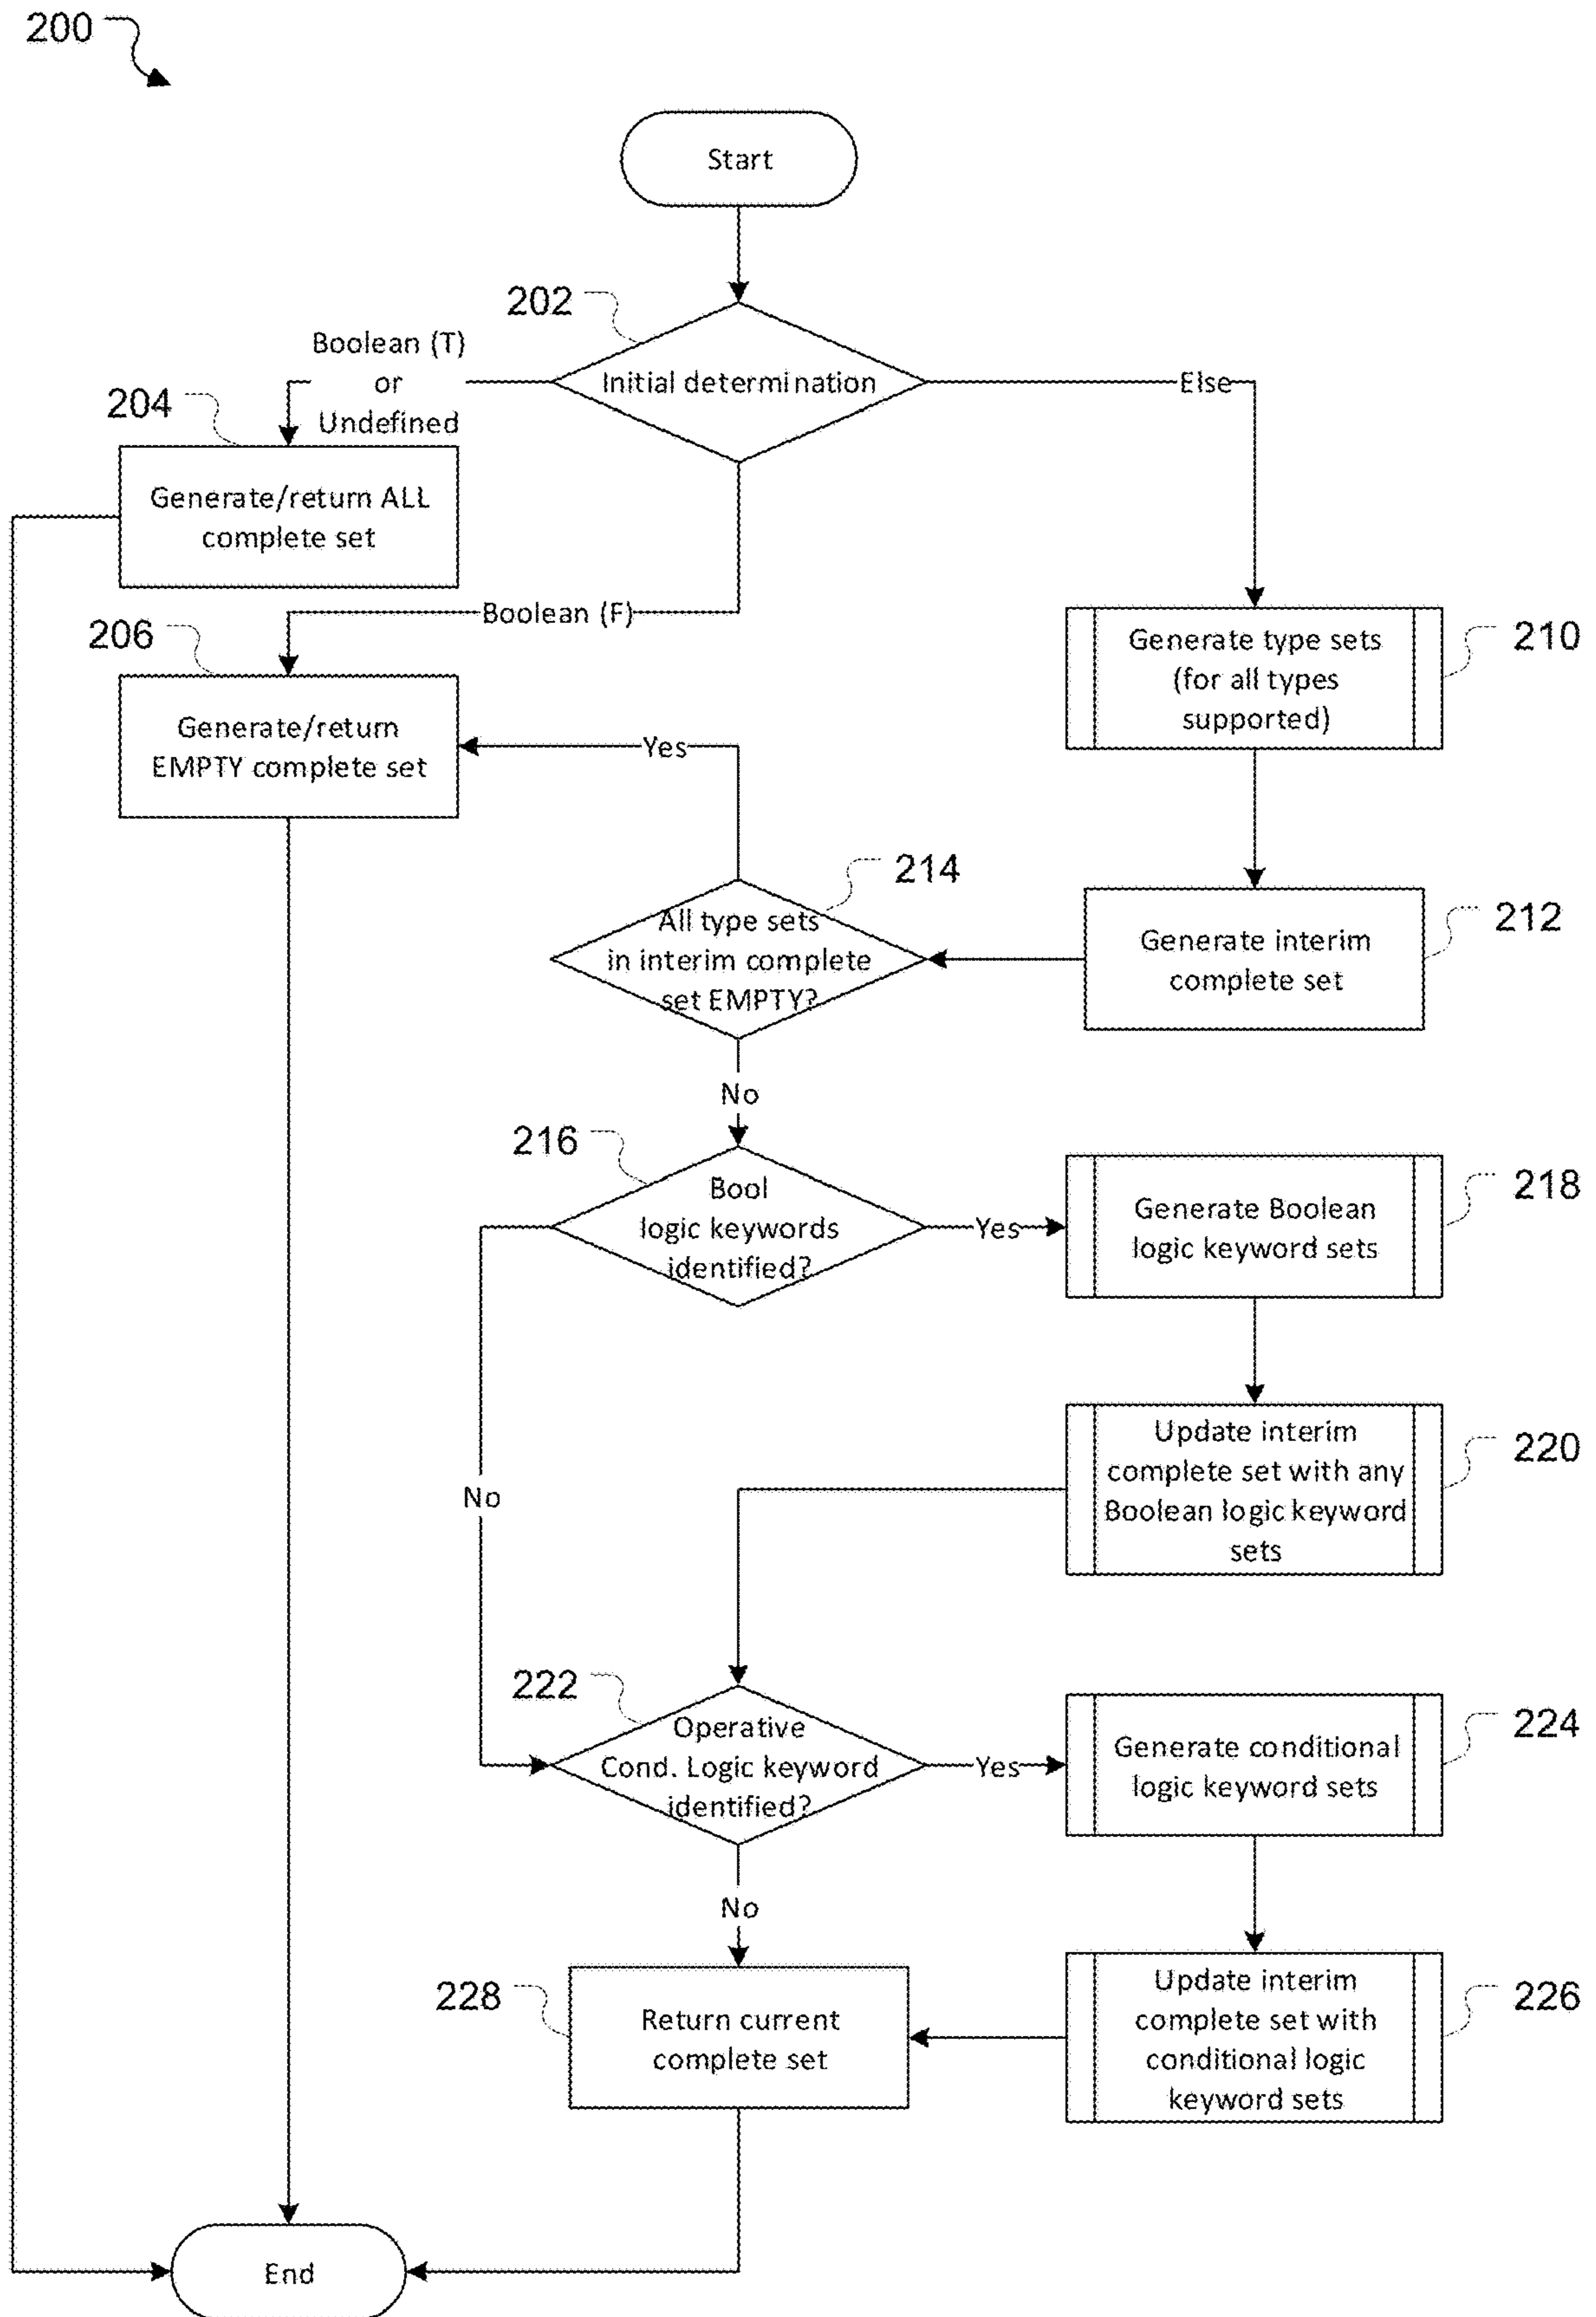 200
Start
202
Initial determination
Boolean (T)
or
Undefined
Else
204
Generate/return ALL
complete set
Boolean (F)
206
Generate/return
EMPTY complete set
210
Generate type sets
(for all types
supported)
Yes
214
All type sets
in interim complete
set EMPTY?
212
Generate interim
complete set
No
216
Bool
logic keywords
identified?
Yes
218
Generate Boolean
logic keyword sets
220
Update interim
complete set with any
Boolean logic keyword
sets
No
222
Operative
Cond. Logic keyword
identified?
Yes
224
Generate conditional
logic keyword sets
No
228
Return current
complete set
226
Update interim
complete set with
conditional logic
keyword sets
End